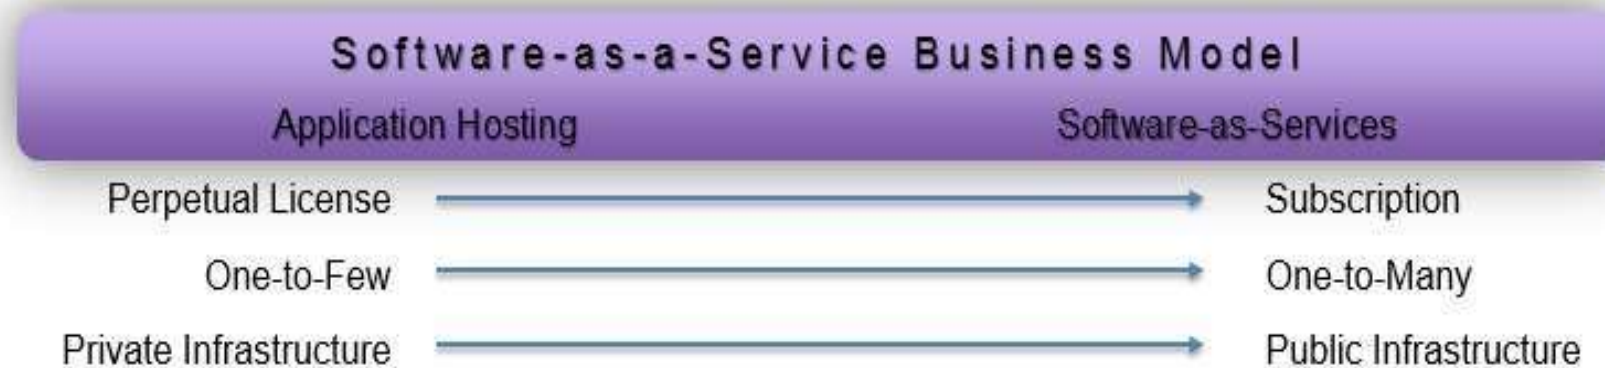 Software-as-a-Service Business Model
Application Hosting Software-as-Services
Perpetual License Subscription
One-to-Few One-to-Many
Private Infrastructure Public Infrastructure